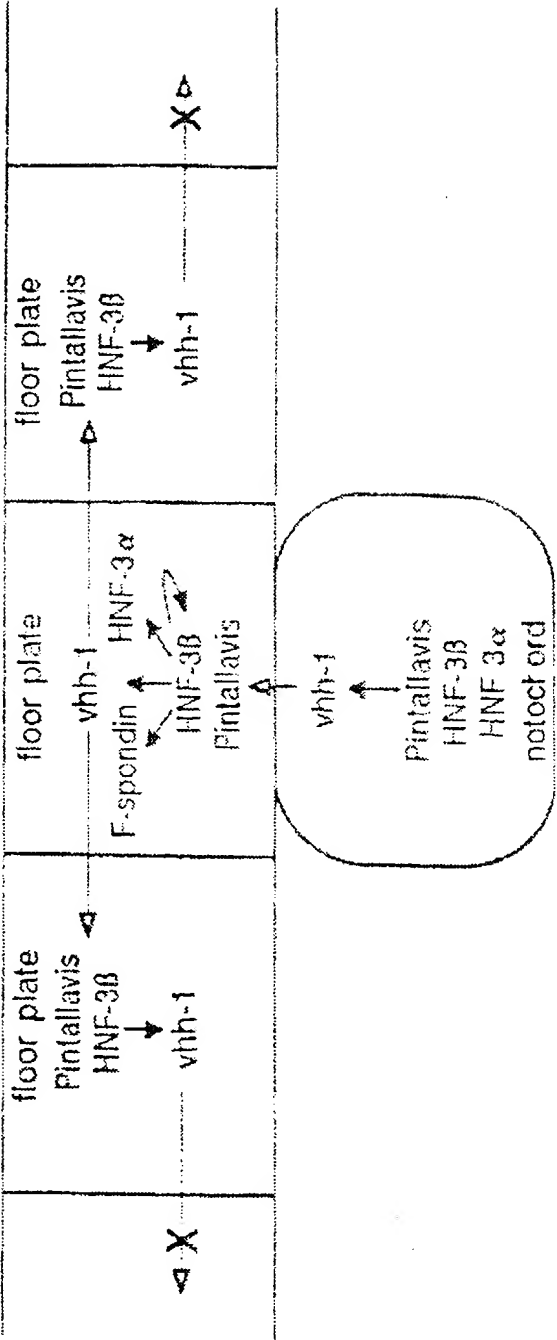 floor plate
Pintallavis
HNF-3β
vhh-1
X
floor plate
vhh-1
F-spondin HNF-3α
HNF-3β
Pintallavis
floor plate
Pintallavis
HNF-3β
vhh-1
X
vhh-1
Pintallavis
HNF-3β
HNF 3α
notochord